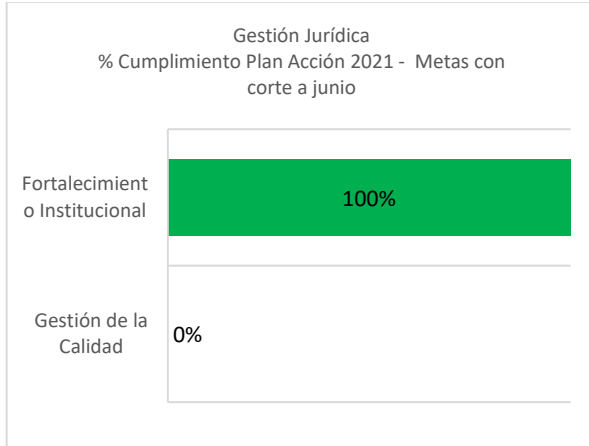 Gestión Jurídica
% Cumplimiento Plan Acción 2021 - Metas con
corte a junio
Fortalecimient
o Institucional
100%
Gestión de la
Calidad
0%